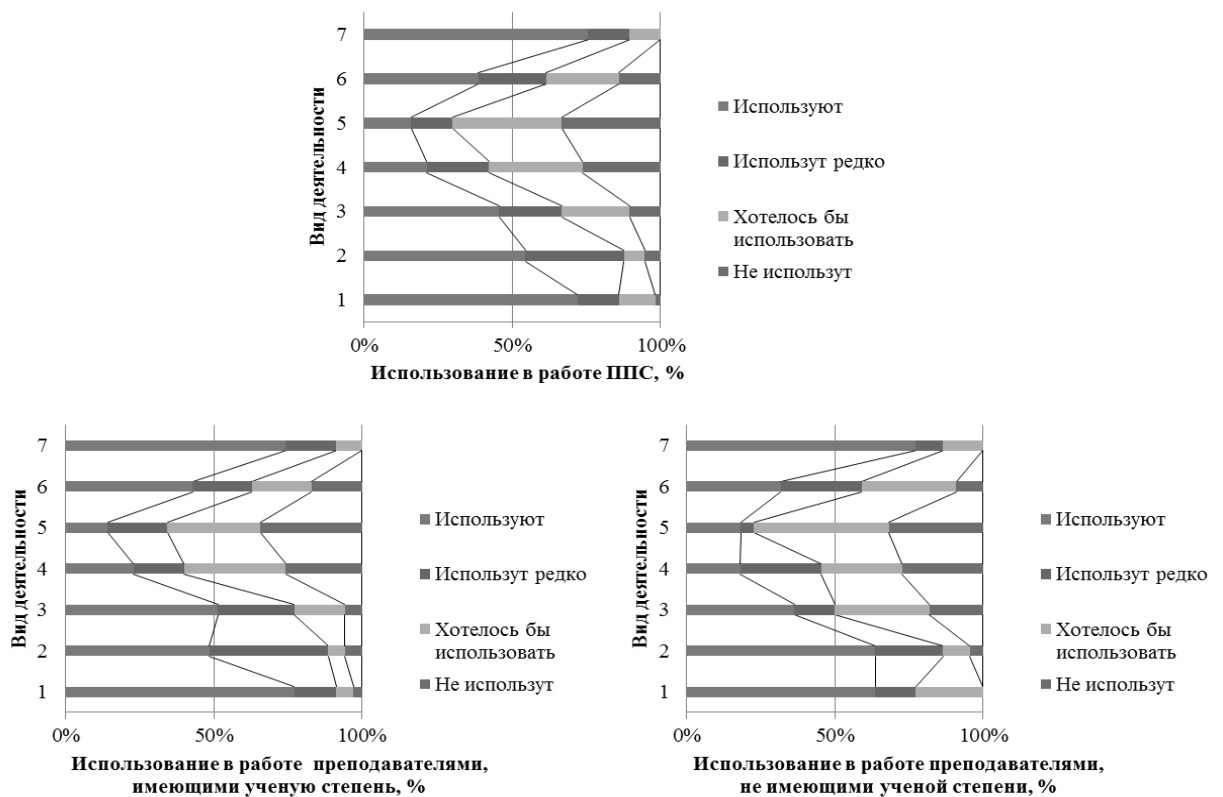 Вид деятельности
7
6
5
4
3
2
1
0%
50%
100%
Использование в работе ППС, %
Используют
Использут редко
Хотелось бы
использовать
Не использут
Вид деятельности
7
6
5
4
3
2
1
0%
50%
100%
Использование в работе преподавателями,
имеющими ученую степень, %
Используют
Использут редко
Хотелось бы
использовать
Не использут
Вид деятельности
7
6
5
4
3
2
1
0%
50%
100%
Использование в работе преподавателями,
не имеющими ученой степени, %
Используют
Использут редко
Хотелось бы
использовать
Не использут